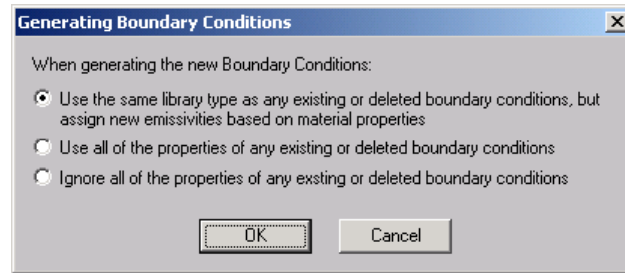 Generating Boundary Conditions
When generating the new Boundary Conditions:
Use the same library type as any existing or deleted boundary conditions, but
assign new emissivities based on material properties
Use all of the properties of any existing or deleted boundary conditions
Ignore all of the properties of any exsting or deleted boundary conditions
OK
Cancel